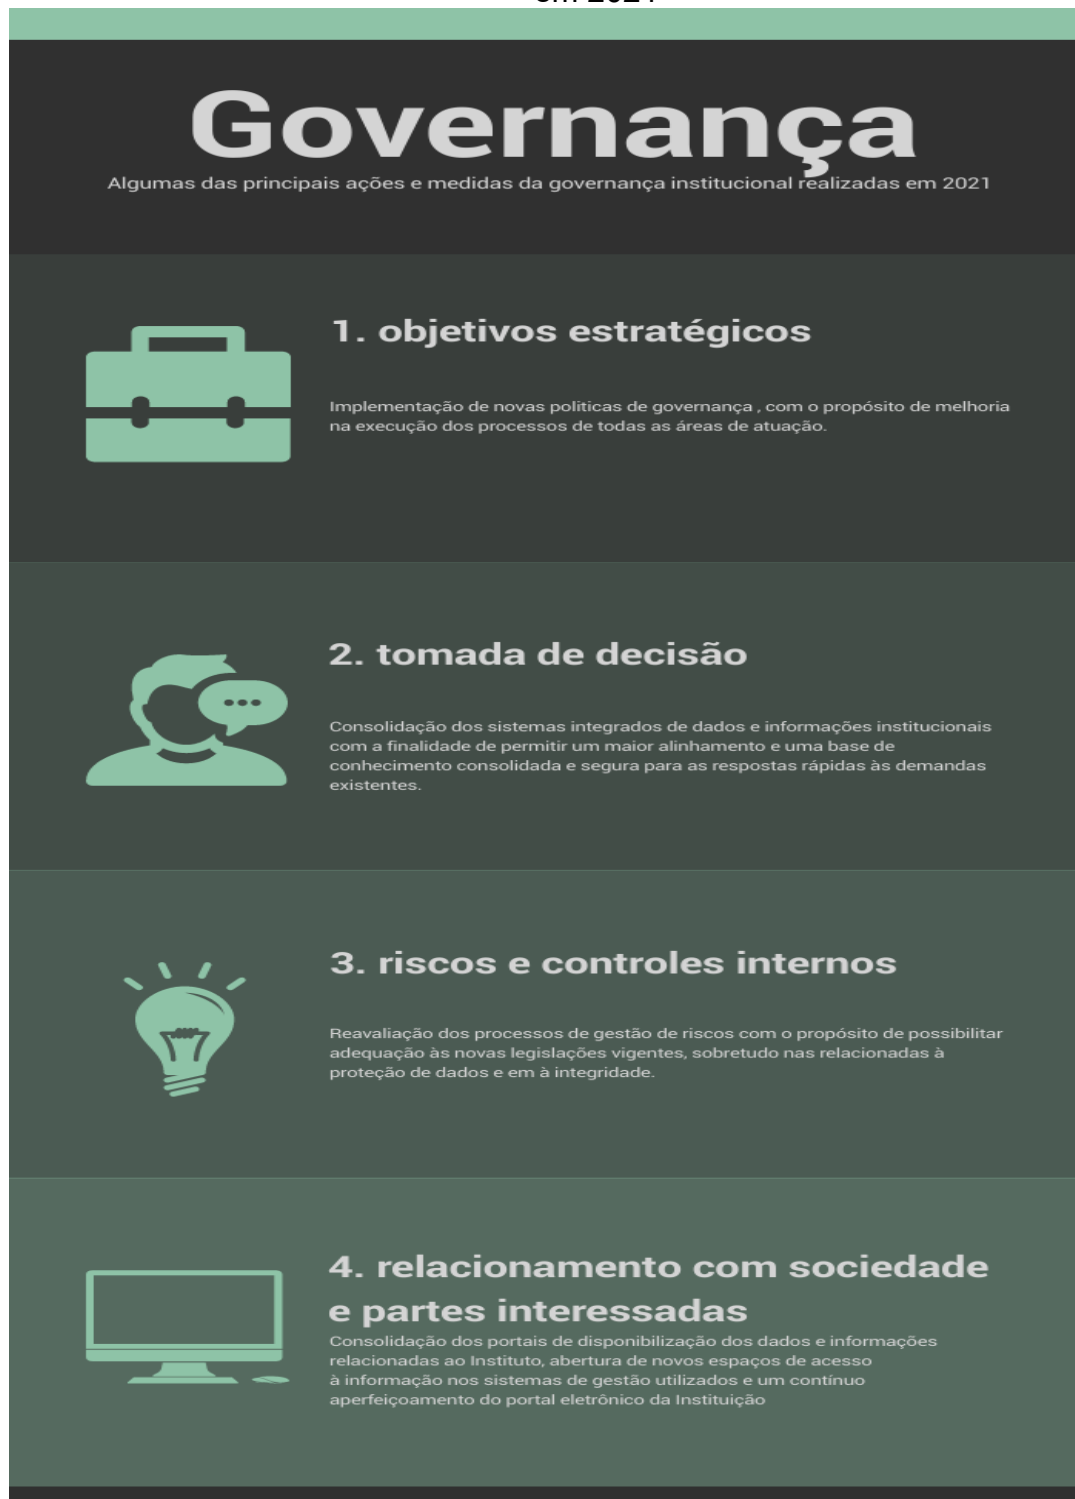 em 2021
Governança
Algumas das principais ações e medidas da governança institucional realizadas em 2021
1. objetivos estratégicos
Implementação de novas politicas de governança , com o propósito de melhoria
na execução dos processos de todas as áreas de atuação.
2. tomada de decisão
Consolidação dos sistemas integrados de dados e informações institucionais
com a finalidade de permitir um maior alinhamento e uma base de
conhecimento consolidada e segura para as respostas rápidas às demandas
existentes.
3. riscos e controles internos
Reavaliação dos processos de gestão de riscos com o propósito de possibilitar
adequação às novas legislações vigentes, sobretudo nas relacionadas à
proteção de dados e em à integridade.
4. relacionamento com sociedade
e partes interessadas
Consolidação dos portais de disponibilização dos dados e informações
relacionadas ao Instituto, abertura de novos espaços de acesso
à informação nos sistemas de gestão utilizados e um contínuo
aperfeiçoamento do portal eletrônico da Instituição